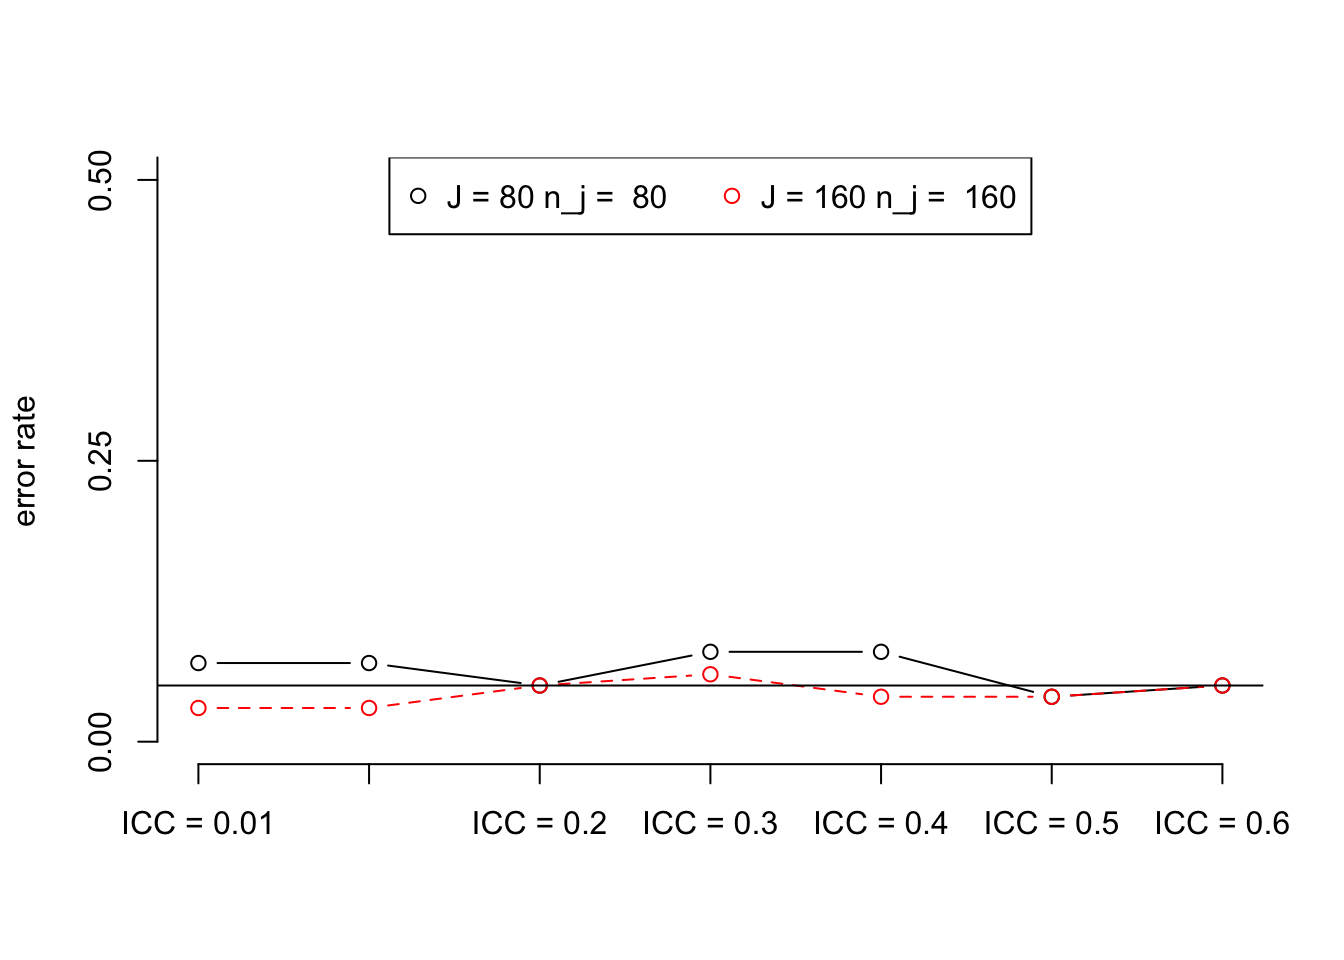 J = 80 n_j =  80
J = 160 n_j =  160
error rate
0.50
0.25
0.00
ICC = 0.01
ICC = 0.2
ICC = 0.3
ICC = 0.4
ICC = 0.5
ICC = 0.6